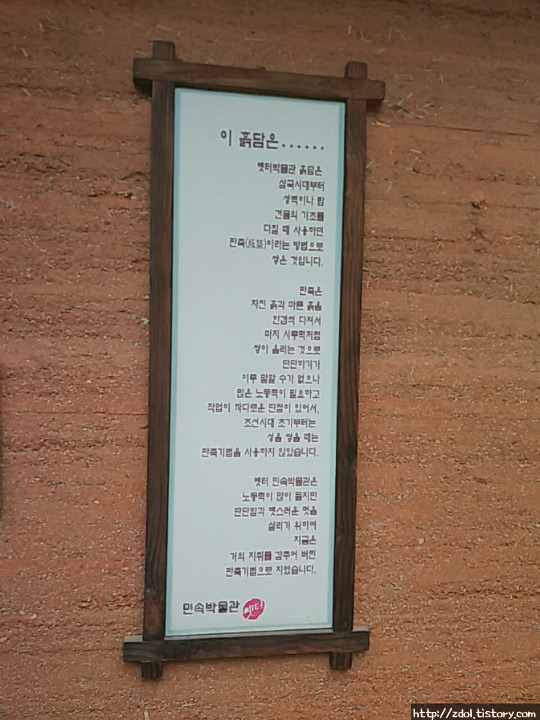 이 흙담은......
옛터박물관 흙담은
삼국시대부터
성벽이나 탑
건물의 기초를
다질 때 사용하면
판축(版築)이라는 방법으로
쌓은 것입니다.
판축은
차진 흙과 마른 흙을
한겹씩 다져서
마치 시루떡처럼
쌓아 올리는 것으로
단단하기가
이루 말할 수가 없으나
많은 노동력이 필요하고
작업이 까다로운 단점이 있어서,
조선시대 초기부터는
성을 쌓을 때는
판축기법을 사용하지 않았습니다.
옛터 민속박물관은
노동력이 많이 들지만
단단함과 옛스러운 멋을
살리기 위하여
지금은
거의 자취를 감추어 버린
판축기법으로 지었습니다.
민속박물관 옛터
http://zdol.tistory.com